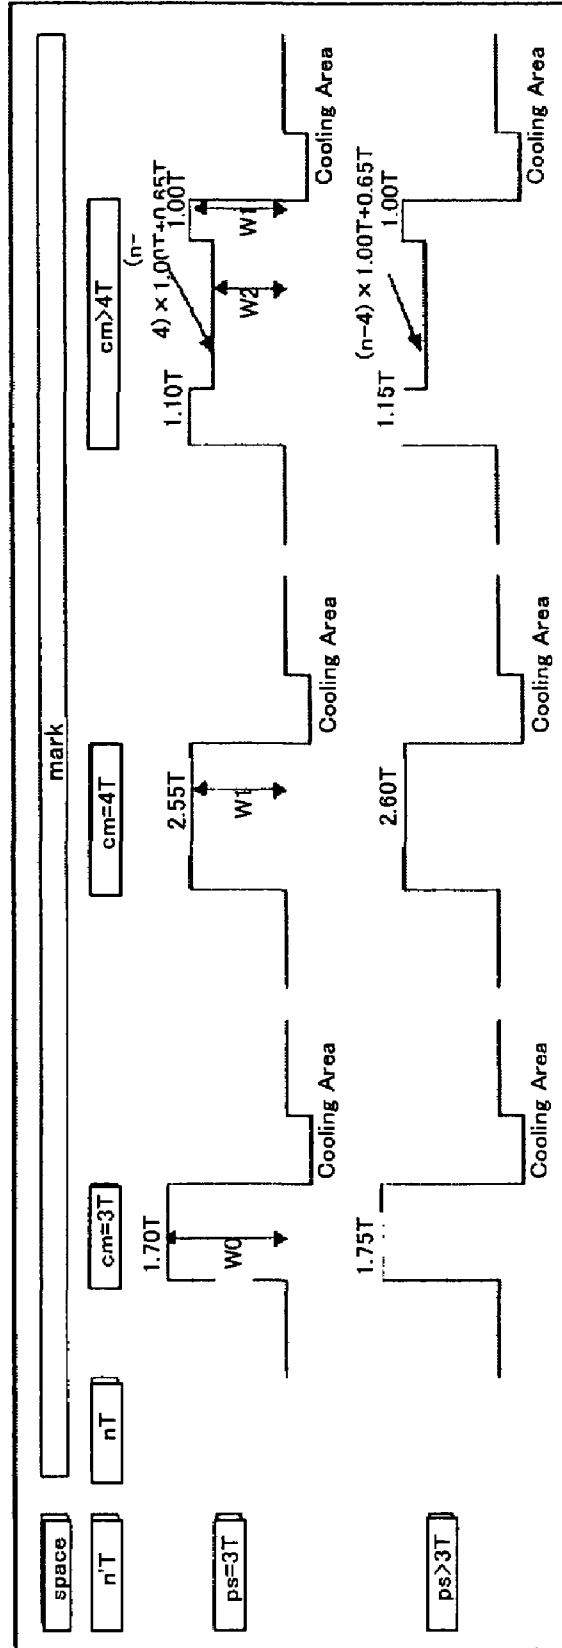 space
mark
n'T
nT
cm=3T
cm=4T
cm>4T
ps=3T
1.70T
W0
Cooling Area
2.55T
W1
Cooling Area
1.10T
(n-
4) × 1.00T+0.65T
1.00T
W2
W1
Cooling Area
ps>3T
1.75T
Cooling Area
2.60T
Cooling Area
1.15T
(n-4) × 1.00T+0.65T
1.00T
Cooling Area